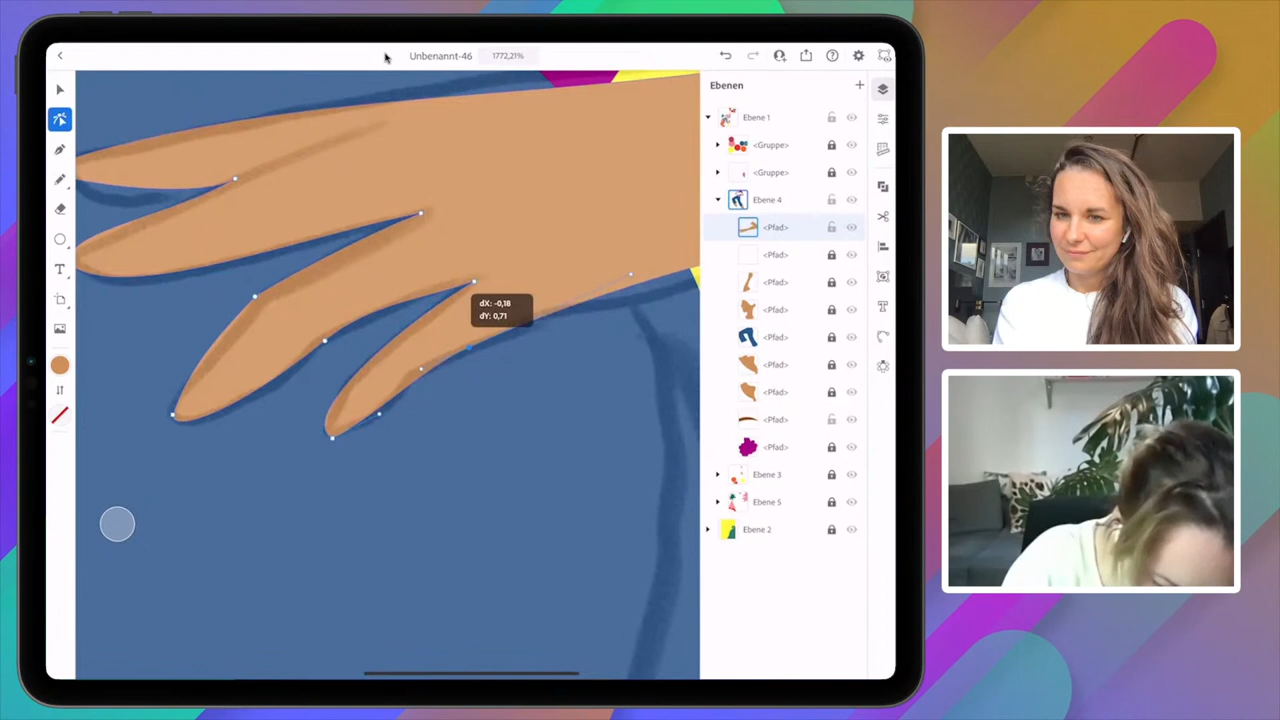 Unbenannt-46
1772,21%
Ebenen
Ebene 1
<Gruppe>
<Gruppe>
Ebene 4
<Pfad>
<Pfad>
<Pfad>
<Pfad>
<Pfad>
<Pfad>
<Pfad>
<Pfad>
<Pfad>
Ebene 3
Ebene 5
Ebene 2
dX: -0,18
dY: 0,71